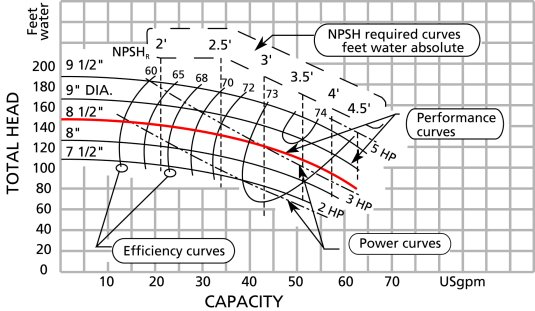 Feet
water
NPSH required curves
feet water absolute
NPSHR
2'
2.5'
3'
3.5'
4'
4.5'
200
180
160
140
120
100
80
60
40
20
0
TOTAL HEAD
9 1/2"
9" DIA.
8 1/2"
8"
7 1/2"
60
65
68
70
72
73
74
Performance
curves
5 HP
3 HP
2 HP
Efficiency curves
Power curves
10
20
30
40
50
60
70
USgpm
CAPACITY